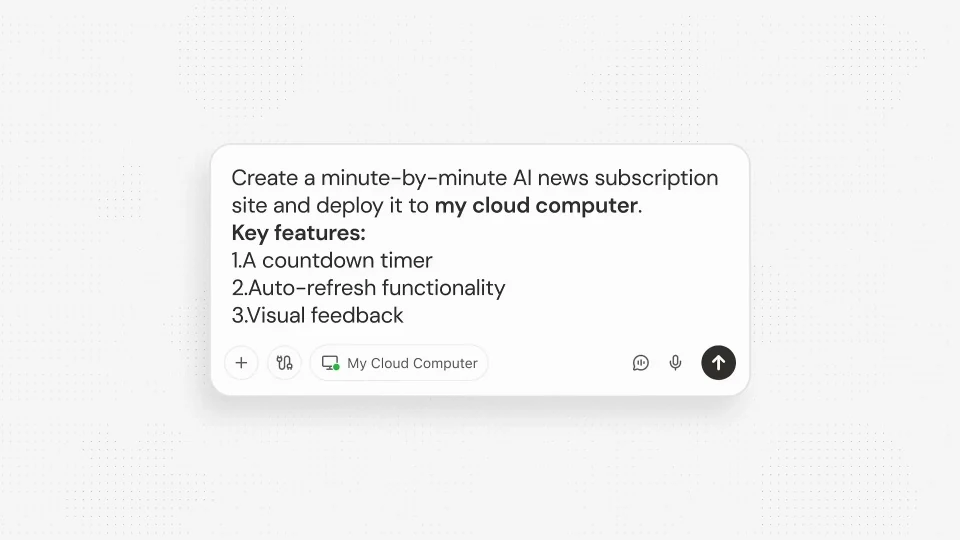 Create a minute-by-minute AI news subscription
site and deploy it to my cloud computer.
Key features:
1.A countdown timer
2.Auto-refresh functionality
3.Visual feedback
My Cloud Computer